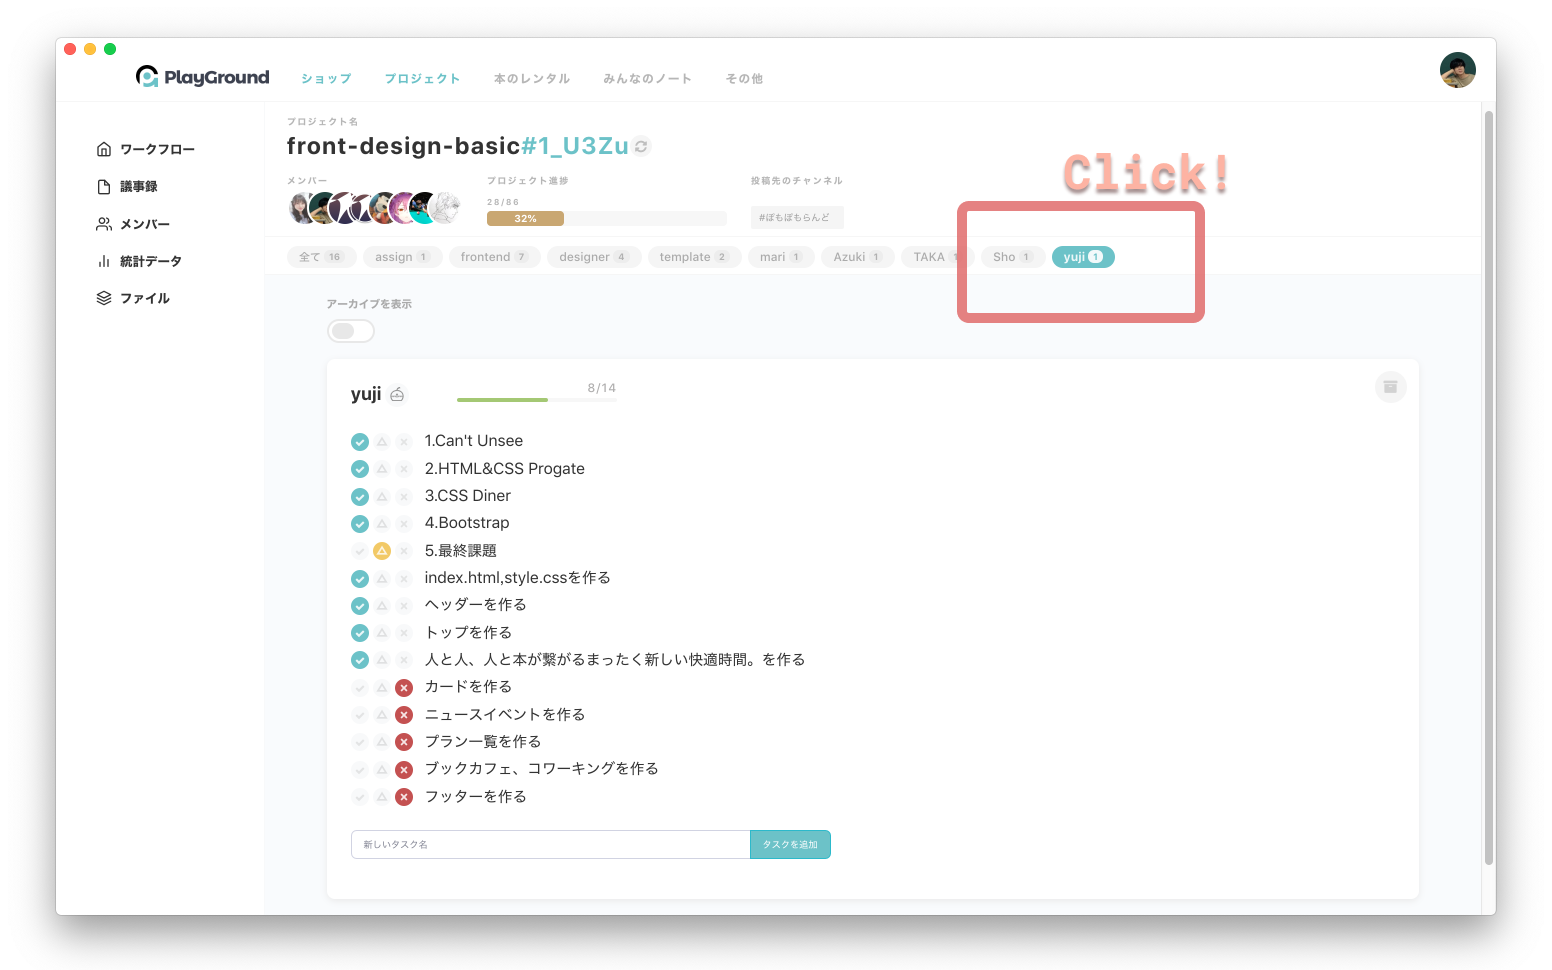 PlayGround ショップ プロジェクト 本のレンタル みんなのノート その他
ワークフロー
議事録
メンバー
統計データ
ファイル
プロジェクト名
front-design-basic#1_U3Zu
メンバー プロジェクト進捗 投稿先のチャンネル
28/86
32% #ぽもぽもらんど
Click!
全て 16 assign 1 frontend 7 designer 4 template 2 mari 1 Azuki 1 TAKA Sho 1 yuji 1
アーカイブを表示
yuji 8/14
1.Can't Unsee
2.HTML&CSS Progate
3.CSS Diner
4.Bootstrap
5.最終課題
index.html,style.cssを作る
ヘッダーを作る
トップを作る
人と人、人と本が繋がるまったく新しい快適時間。を作る
カードを作る
ニュースイベントを作る
プラン一覧を作る
ブックカフェ、コワーキングを作る
フッターを作る
新しいタスク名 タスクを追加